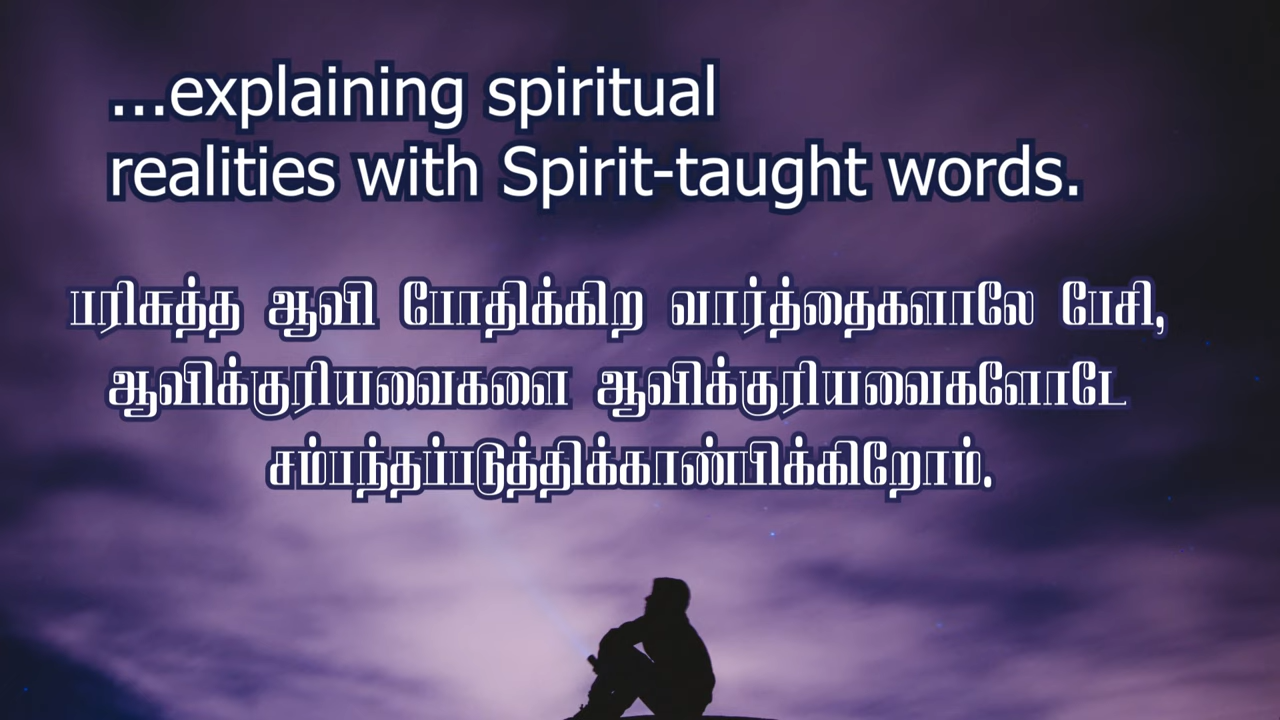 ...explaining spiritual
realities with Spirit-taught words.
பரிசுத்த ஆவி போதிக்கிற வார்த்தைகளாலே பேசி,
ஆவிக்குரியவைகளை ஆவிக்குரியவைகளோடே
சம்பந்தப்படுத்திக்காண்பிக்கிறோம்.